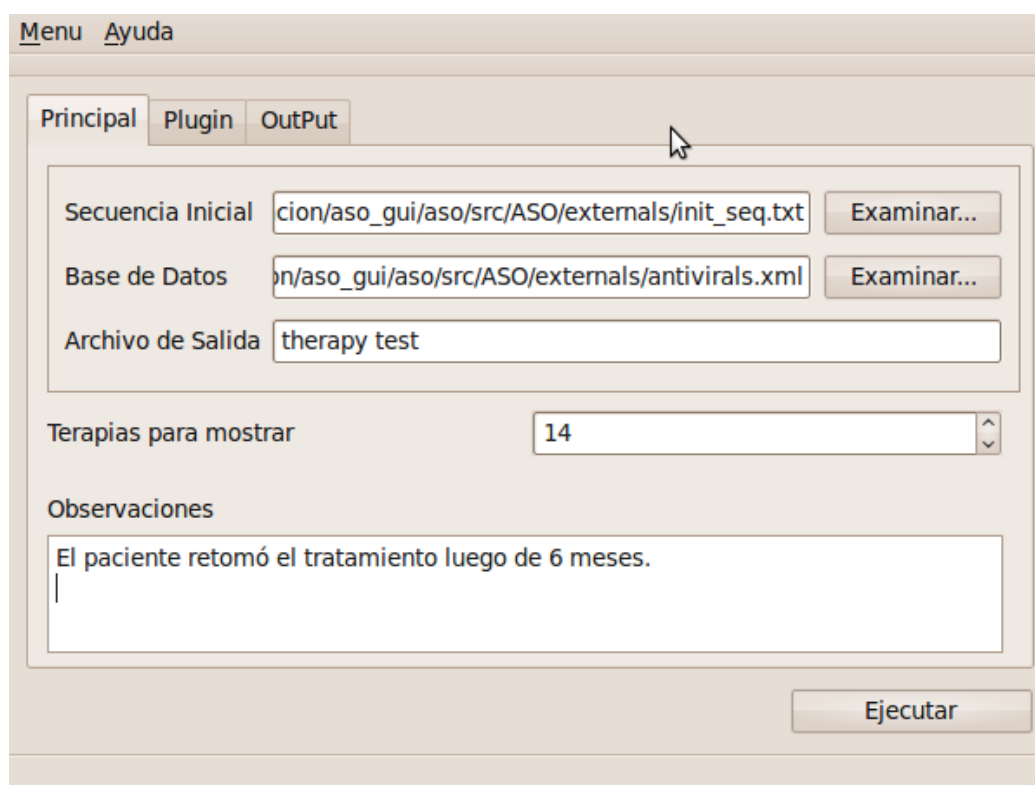 Menu Ayuda
Principal Plugin OutPut
Secuencia Inicial cion/aso_gui/aso/src/ASO/externals/init_seq.txt Examinar...
Base de Datos on/aso_gui/aso/src/ASO/externals/antivirals.xml Examinar...
Archivo de Salida therapy test
Terapias para mostrar 14
Observaciones
El paciente retomó el tratamiento luego de 6 meses.
Ejecutar